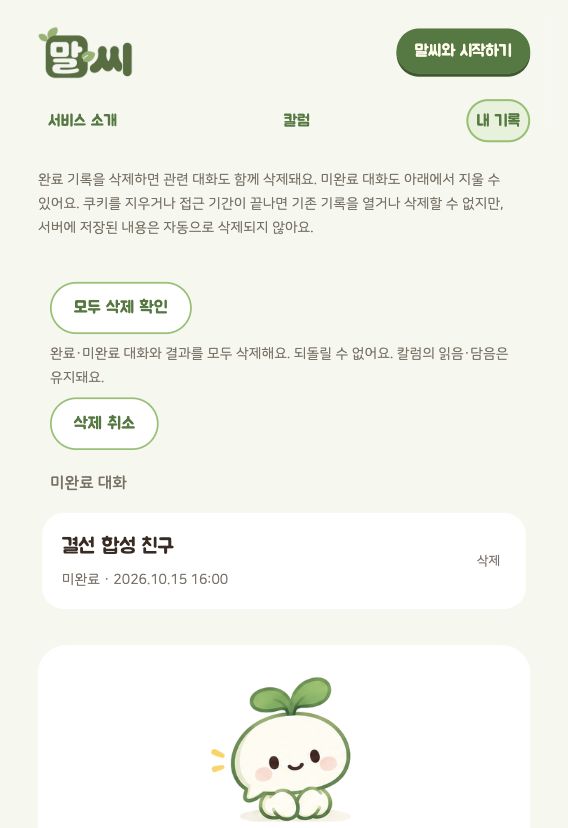 말씨
말씨와 시작하기
서비스 소개
칼럼
내 기록
완료 기록을 삭제하면 관련 대화도 함께 삭제돼요. 미완료 대화도 아래에서 지울 수
있어요. 쿠키를 지우거나 접근 기간이 끝나면 기존 기록을 열거나 삭제할 수 없지만,
서버에 저장된 내용은 자동으로 삭제되지 않아요.
모두 삭제 확인
완료·미완료 대화와 결과를 모두 삭제해요. 되돌릴 수 없어요. 칼럼의 읽음·담음은
유지돼요.
삭제 취소
미완료 대화
결선 합성 친구
미완료 · 2026.10.15 16:00
삭제